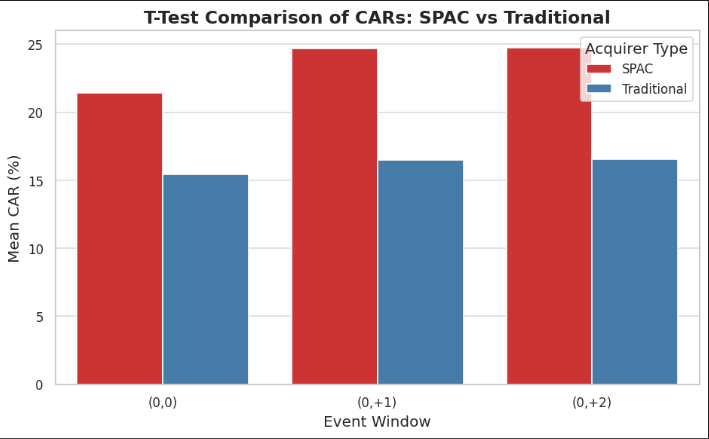 T-Test Comparison of CARs: SPAC vs Traditional
Acquirer Type
SPAC
Traditional
Mean CAR (%)
25
20
15
10
5
0
(0,0) (0,+1) (0,+2)
Event Window